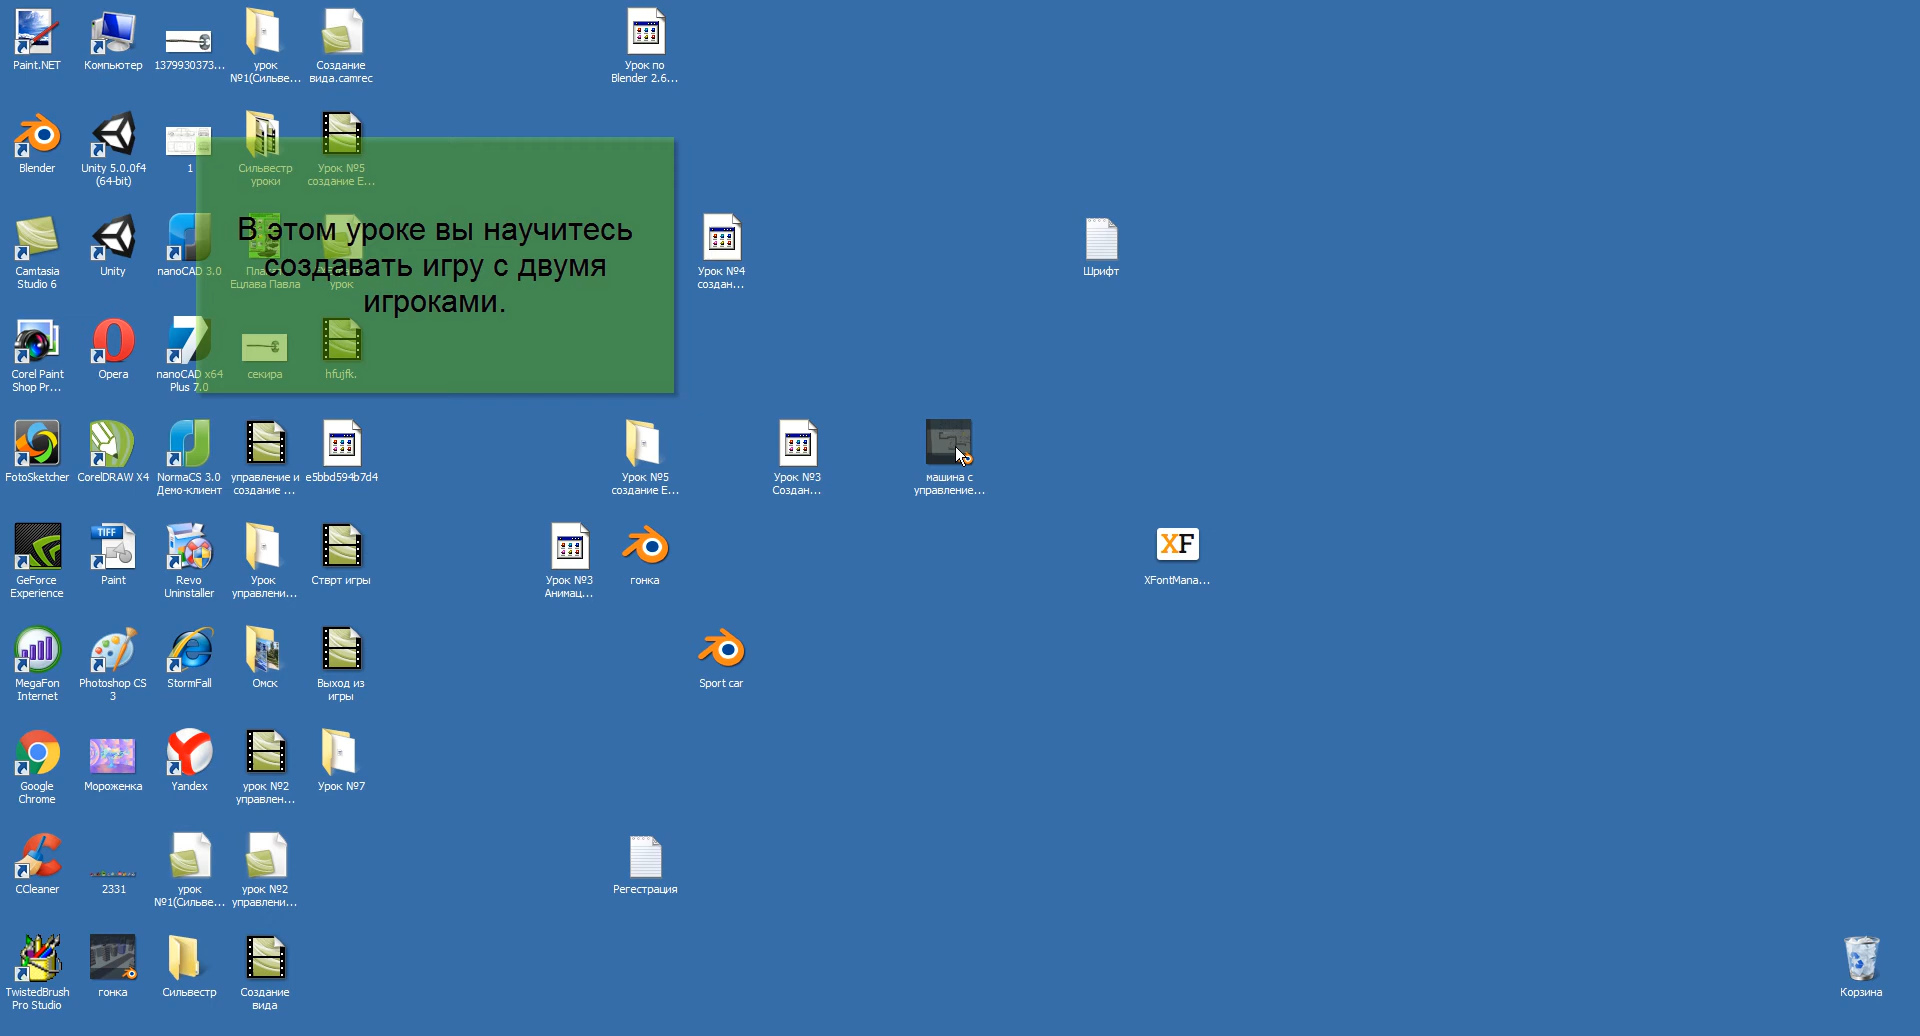 Paint.NET
Компьютер
1379930373...
урок
№1(Сильве...
Создание
вида.camrec
Урок по
Blender 2.6...
Blender
Unity 5.0.0f4
(64-bit)
1
Сильвестр
уроки
Урок №5
создание Е...
В этом уроке вы научитесь
создавать игру с двумя
игроками.
Camtasia
Studio 6
Unity
nanoCAD 3.0
Ецлава Павла
урок
Урок №4
создан...
Шрифт
Corel Paint
Shop Pr...
Opera
nanoCAD x64
Plus 7.0
секира
hfujfk.
FotoSketcher
CorelDRAW X4
NormaCS 3.0
Демо-клиент
управление и
создание ...
e5bbd594b7d4
Урок №5
создание Е...
Урок №3
Создан...
машина с
управление...
GeForce
Experience
TIFF
Paint
Revo
Uninstaller
Урок
управлени...
Стврт игры
Урок №3
Анимац...
гонка
XF
XFontMana...
MegaFon
Internet
Photoshop CS
3
StormFall
Омск
Выход из
игры
Sport car
Google
Chrome
Мороженка
Yandex
урок №2
управлен...
Урок №7
CCleaner
2331
урок
№1(Сильве...
урок №2
управлени...
Регестрация
TwistedBrush
Pro Studio
гонка
Сильвестр
Создание
вида
Корзина